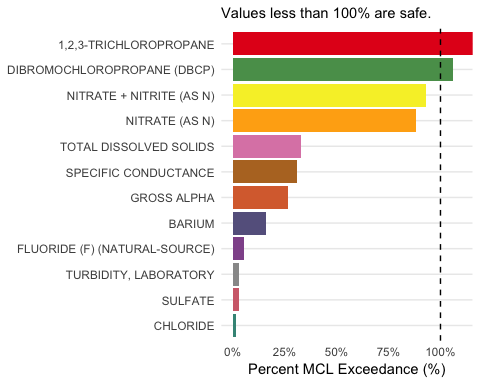 Values less than 100% are safe.
1,2,3-TRICHLOROPROPANE
DIBROMOCHLOROPROPANE (DBCP)
NITRATE + NITRITE (AS N)
NITRATE (AS N)
TOTAL DISSOLVED SOLIDS
SPECIFIC CONDUCTANCE
GROSS ALPHA
BARIUM
FLUORIDE (F) (NATURAL-SOURCE)
TURBIDITY, LABORATORY
SULFATE
CHLORIDE
0% 25% 50% 75% 100%
Percent MCL Exceedance (%)